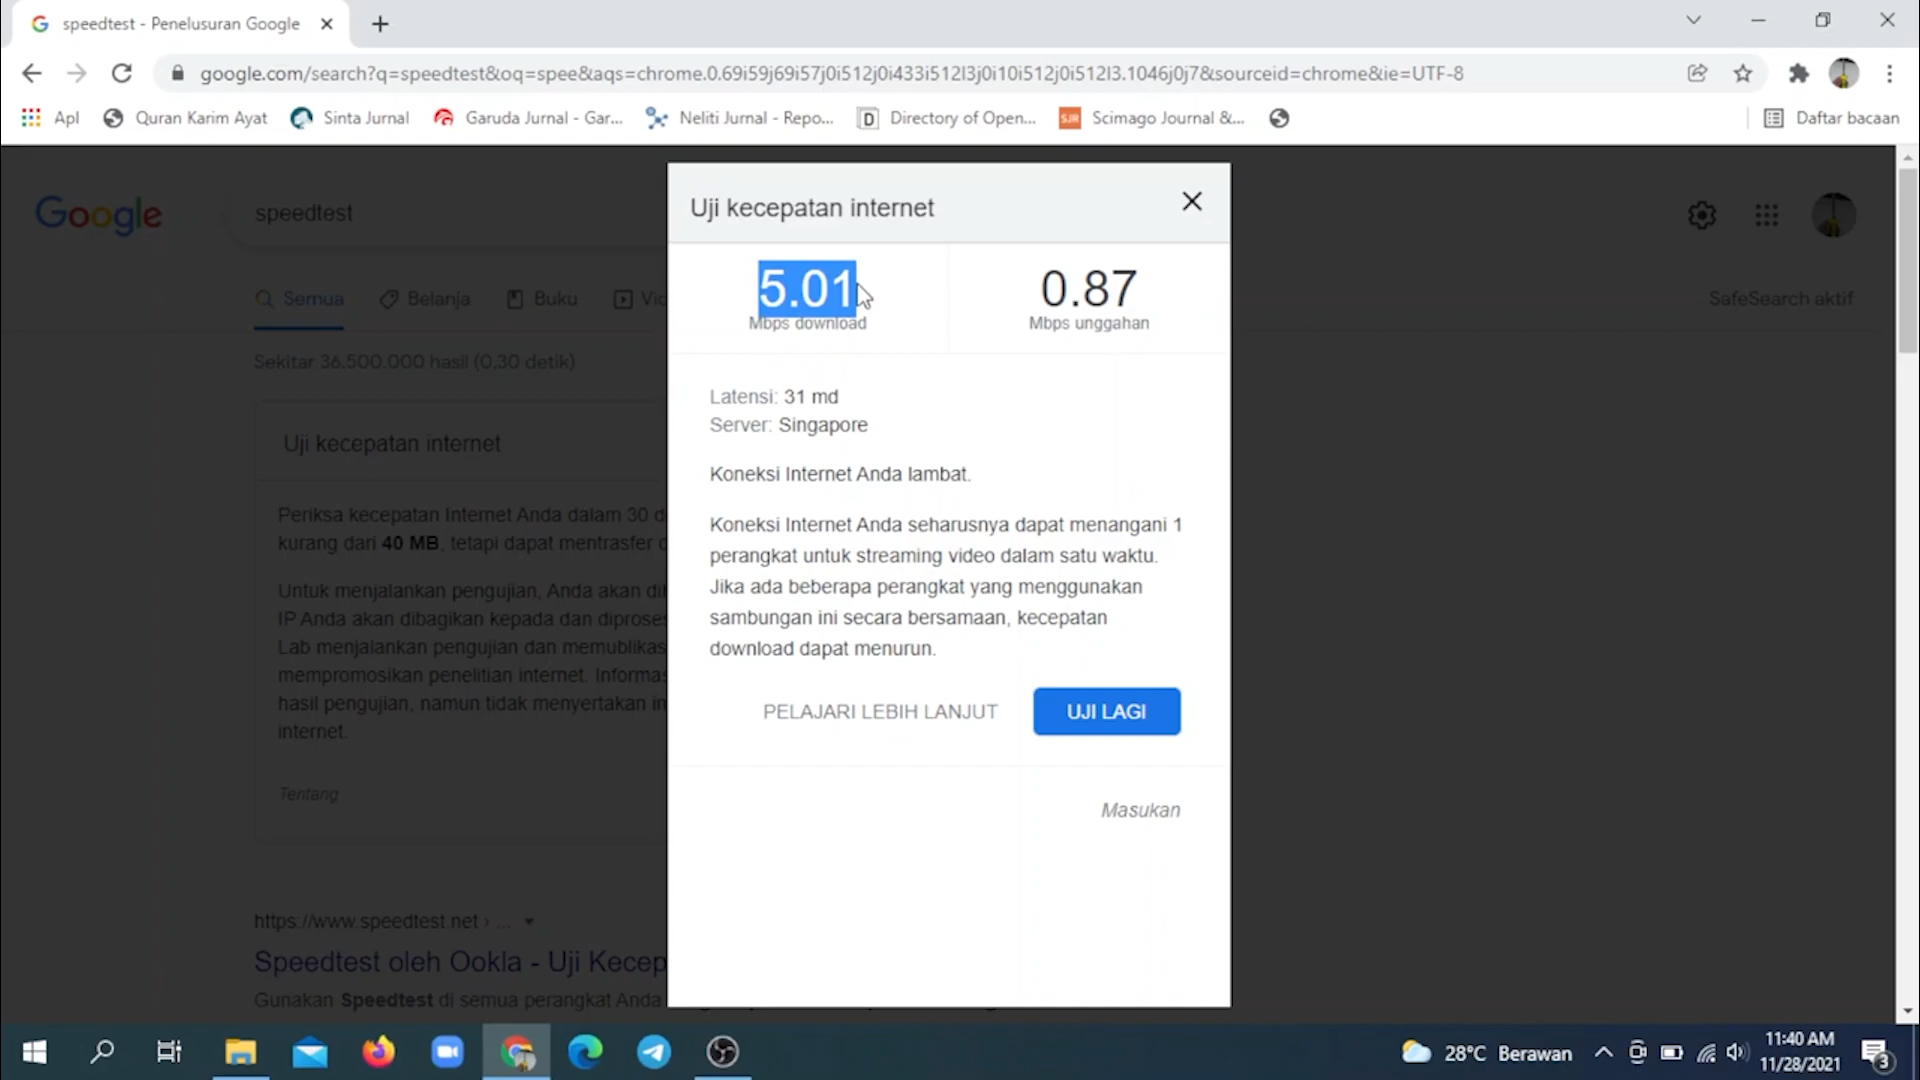 speedtest - Penelusuran Google
google.com/search?q=speedtest&oq=spee&aqs=chrome.0.69i59j69i57j0i512j0i433i512l3j0i10i512j0i512l3.1046j0j7&sourceid=chrome&ie=UTF-8
Apl
Quran Karim Ayat
Sinta Jurnal
Garuda Jurnal - Gar...
Neliti Jurnal - Repo...
Directory of Open...
SJR
Scimago Journal &...
Daftar bacaan
Google
speedtest
Semua
Belanja
Buku
SafeSearch aktif
Sekitar 36.500.000 hasil (0,30 detik)
Uji kecepatan internet
Periksa kecepatan Internet Anda dalam 30 d
kurang dari 40 MB, tetapi dapat mentrasfer
Untuk menjalankan pengujian, Anda akan di
IP Anda akan dibagikan kepada dan diproses
Lab menjalankan pengujian dan memublikas
mempromosikan penelitian internet. Informas
hasil pengujian, namun tidak menyertakan in
internet.
Tentang
https://www.speedtest.net › ...
Speedtest oleh Ookla - Uji Kecep
Gunakan Speedtest di semua perangkat Anda
Uji kecepatan internet
5.01
Mbps download
0.87
Mbps unggahan
Latensi: 31 md
Server: Singapore
Koneksi Internet Anda lambat.
Koneksi Internet Anda seharusnya dapat menangani 1
perangkat untuk streaming video dalam satu waktu.
Jika ada beberapa perangkat yang menggunakan
sambungan ini secara bersamaan, kecepatan
download dapat menurun.
PELAJARI LEBIH LANJUT
UJI LAGI
Masukan
28°C Berawan
11:40 AM
11/28/2021
3